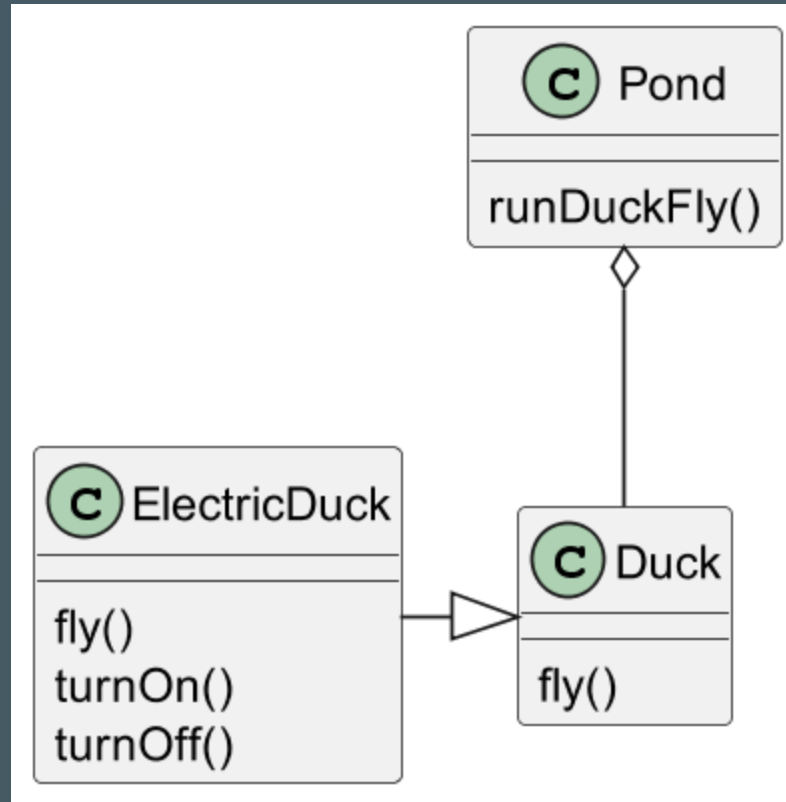 C Pond
runDuckFly()
C ElectricDuck
fly()
turnOn()
turnOff()
C Duck
fly()